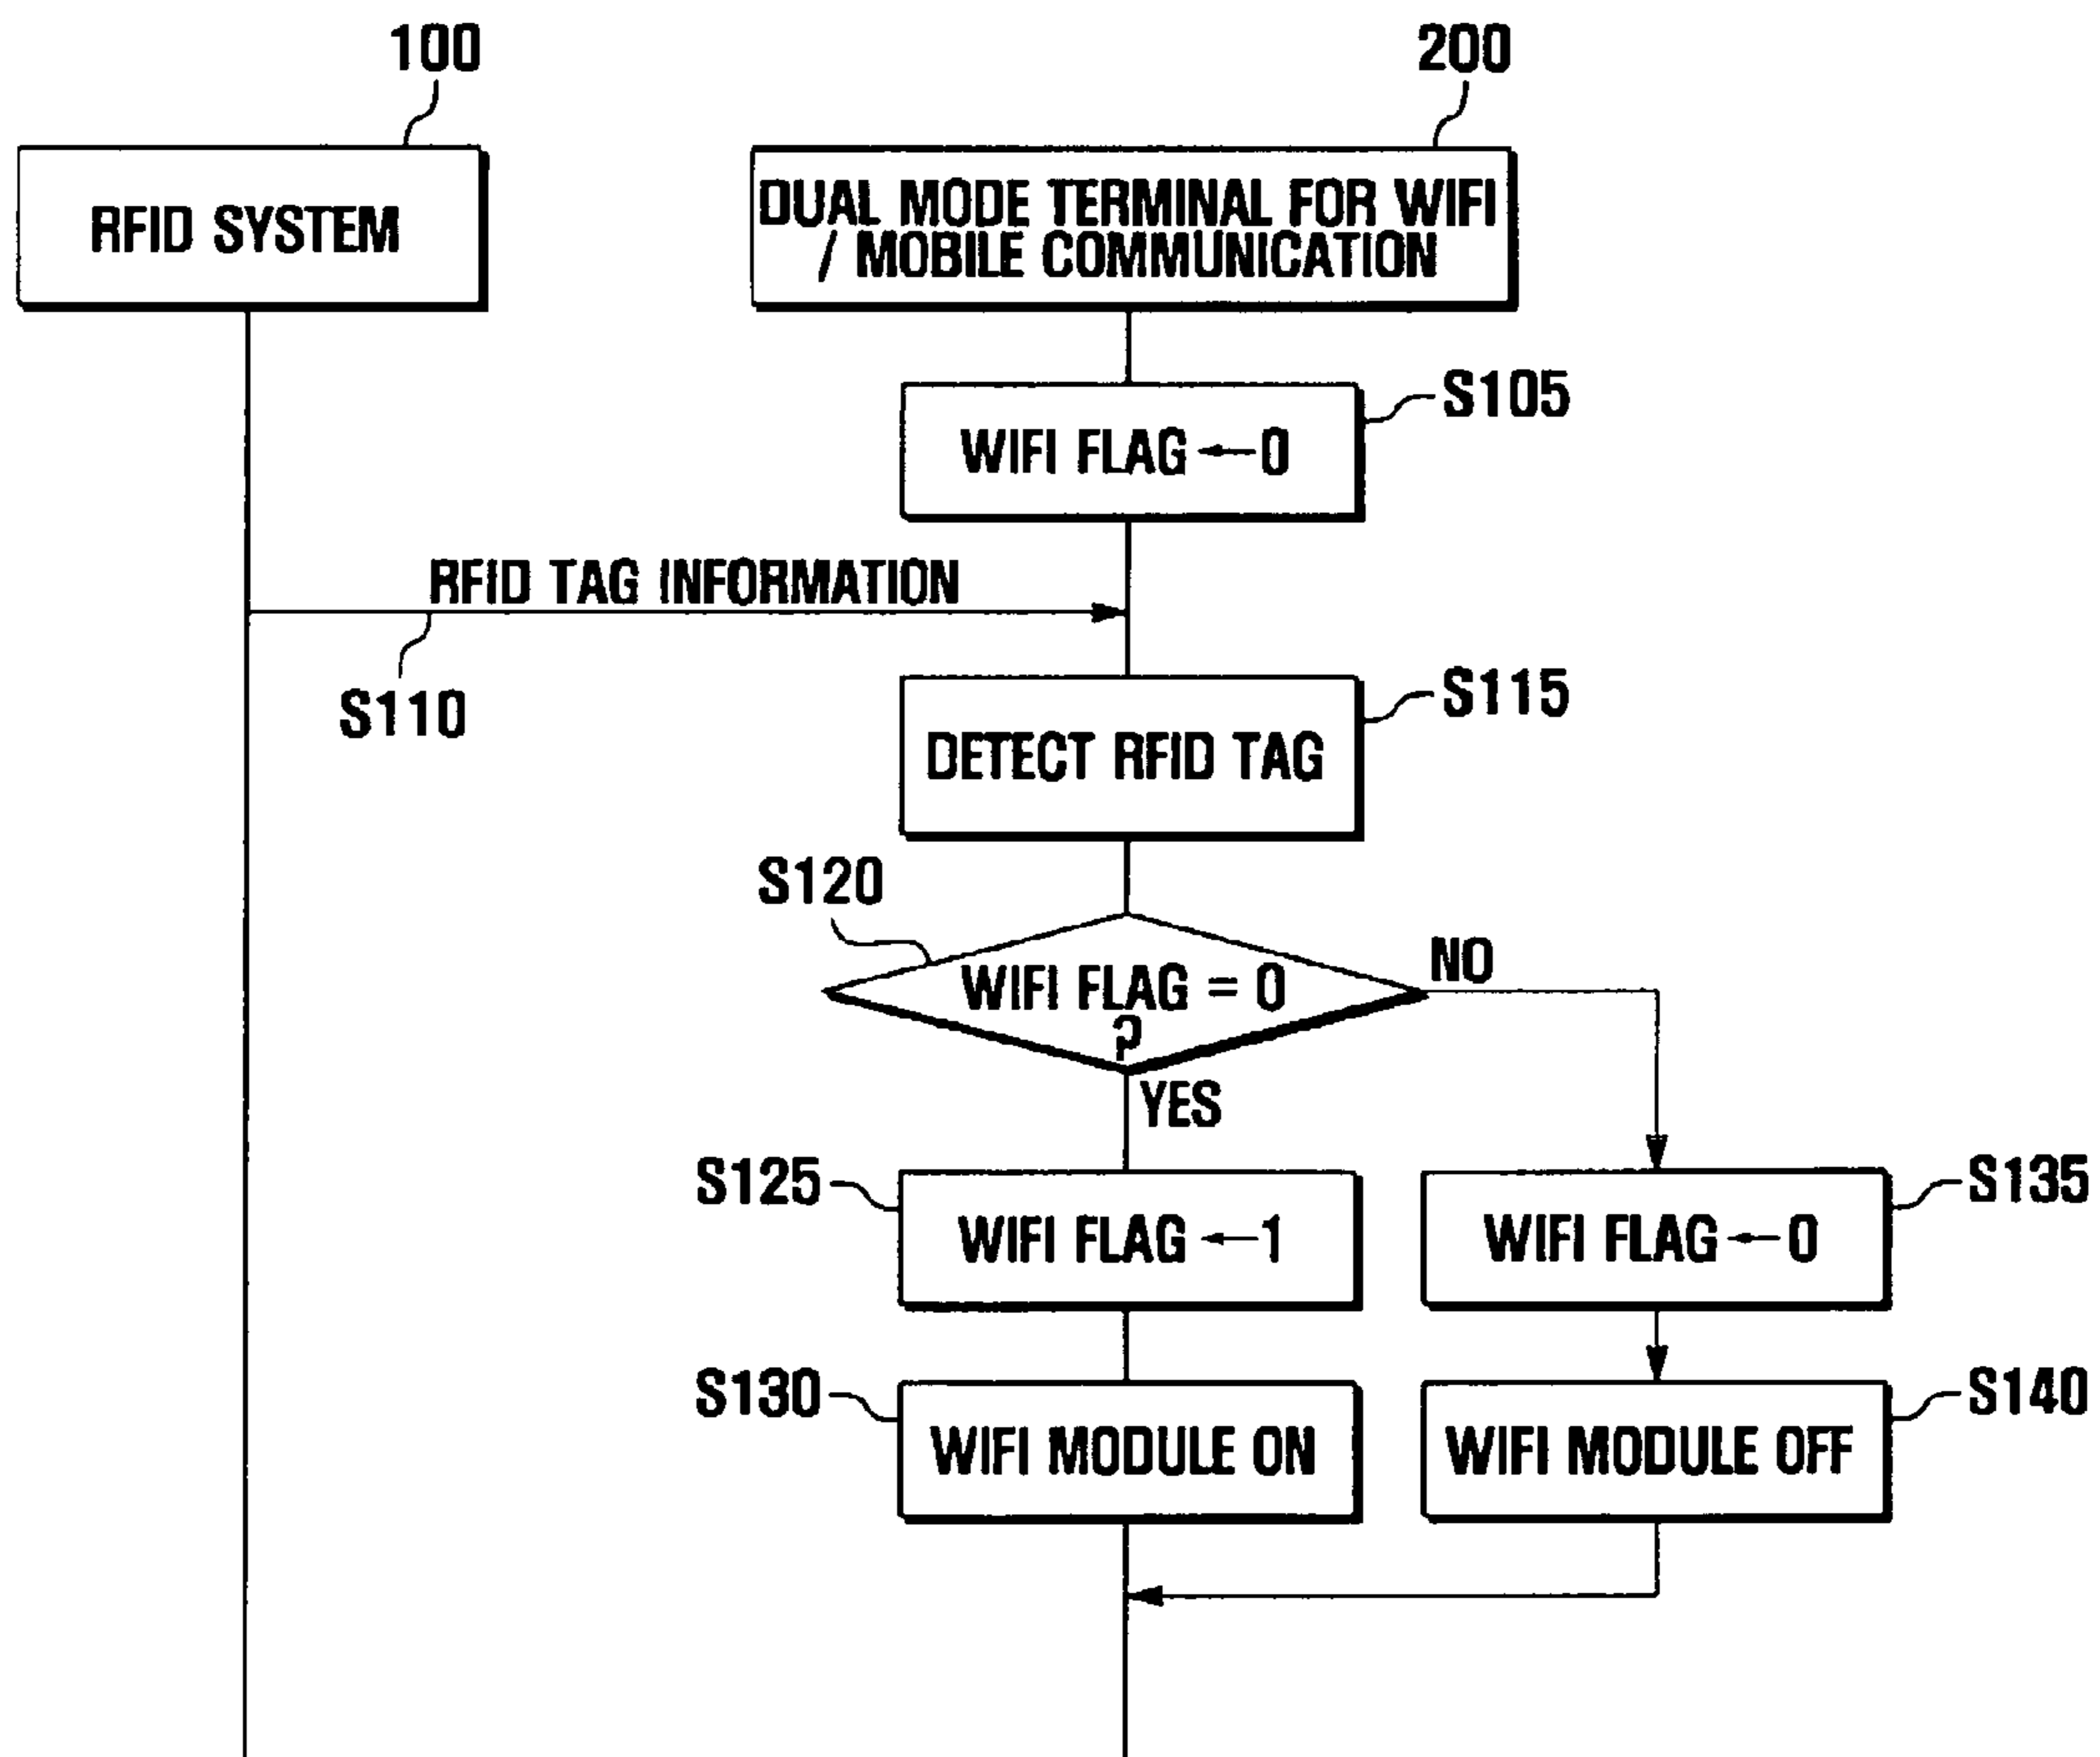 100
200
RFID SYSTEM
DUAL MODE TERMINAL FOR WIFI
/ MOBILE COMMUNICATION
S105
WIFI FLAG ←0
RFID TAG INFORMATION
S110
S115
DETECT RFID TAG
S120
WIFI FLAG = 0
?
NO
YES
S125
WIFI FLAG ←1
S135
WIFI FLAG ←0
S130
WIFI MODULE ON
S140
WIFI MODULE OFF